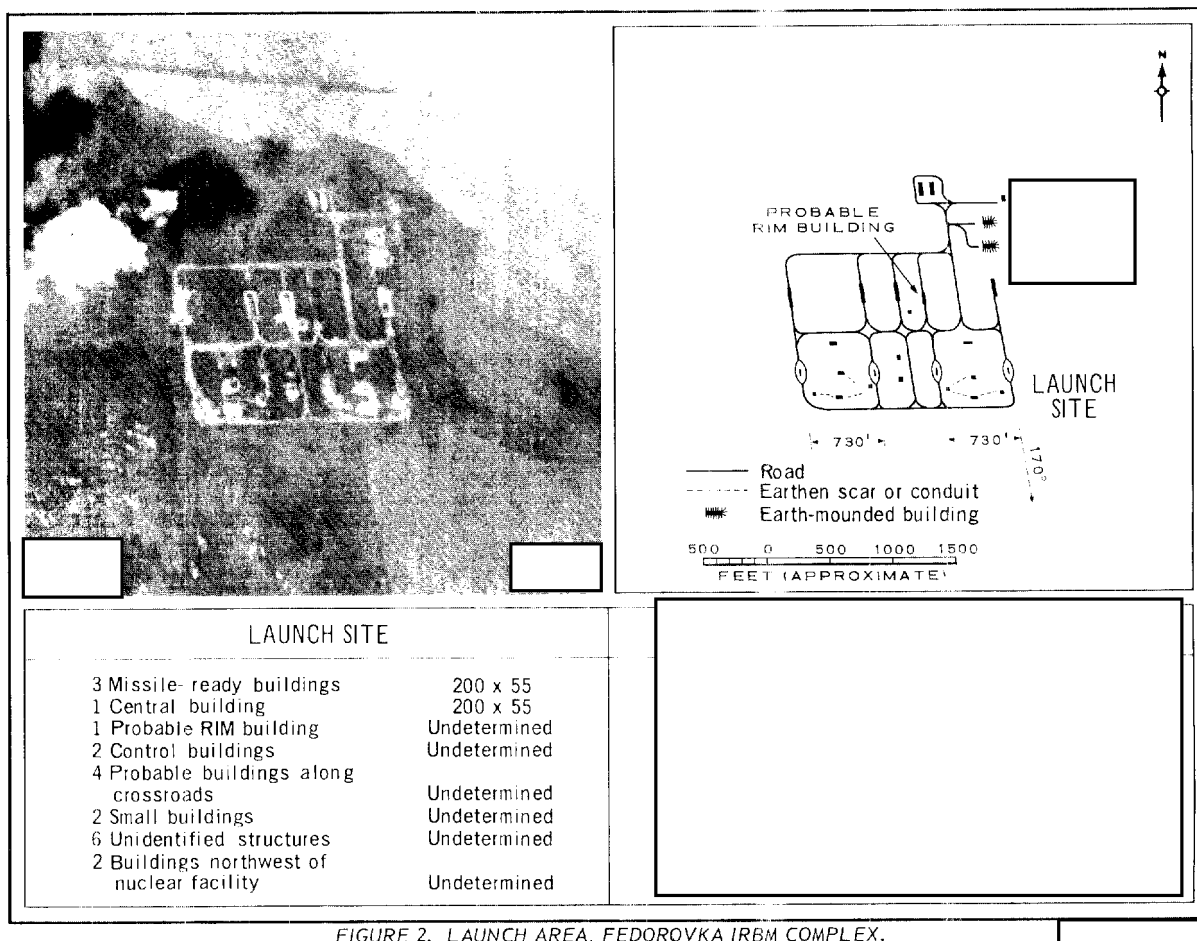 N
PROBABLE
RIM BUILDING
LAUNCH
SITE
730'
730'
170°
Road
Earthen scar or conduit
Earth-mounded building
500 0 500 1000 1500
FEET (APPROXIMATE)
LAUNCH SITE
3 Missile-ready buildings 200 x 55
1 Central building 200 x 55
1 Probable RIM building Undetermined
2 Control buildings Undetermined
4 Probable buildings along
crossroads Undetermined
2 Small buildings Undetermined
6 Unidentified structures Undetermined
2 Buildings northwest of
nuclear facility Undetermined
FIGURE 2. LAUNCH AREA, FEDOROVKA IRBM COMPLEX.